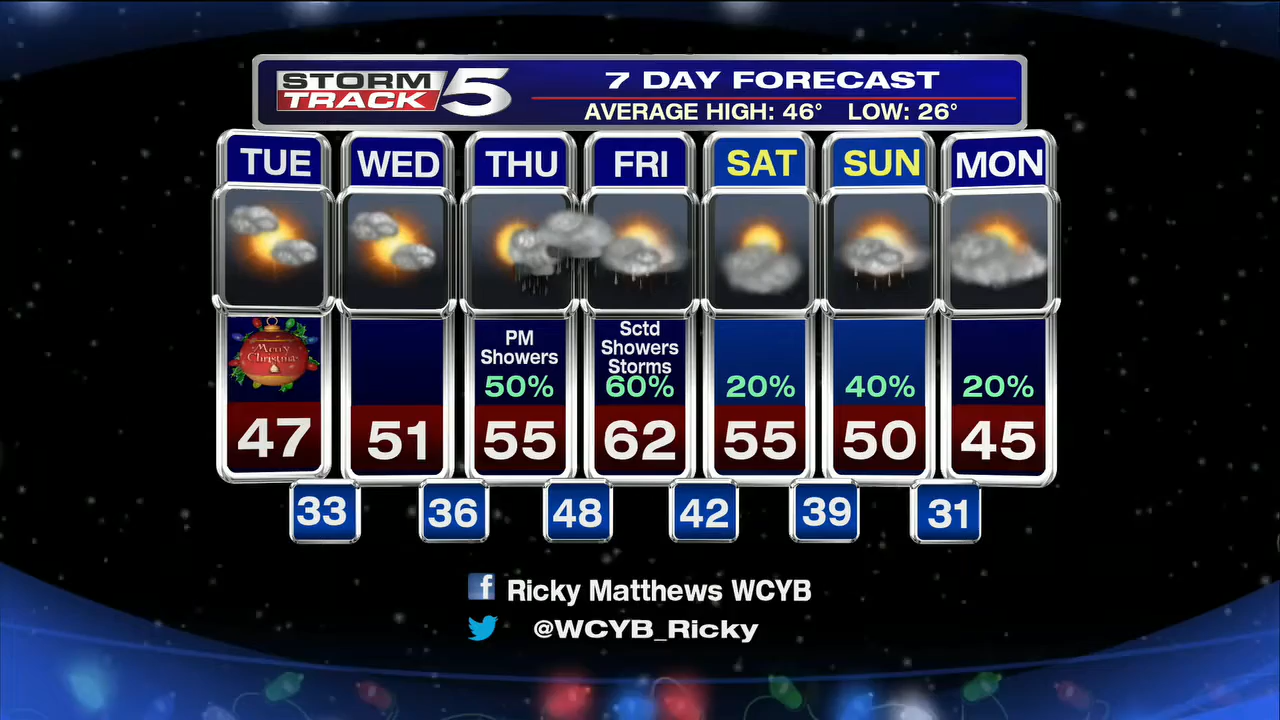 STORM TRACK 5
7 DAY FORECAST
AVERAGE HIGH: 46° LOW: 26°
TUE WED THU FRI SAT SUN MON
Merry
Christmas
PM
Showers
Sctd
Showers
Storms
50% 60% 20% 40% 20%
47 51 55 62 55 50 45
33 36 48 42 39 31
f Ricky Matthews WCYB
@WCYB_Ricky